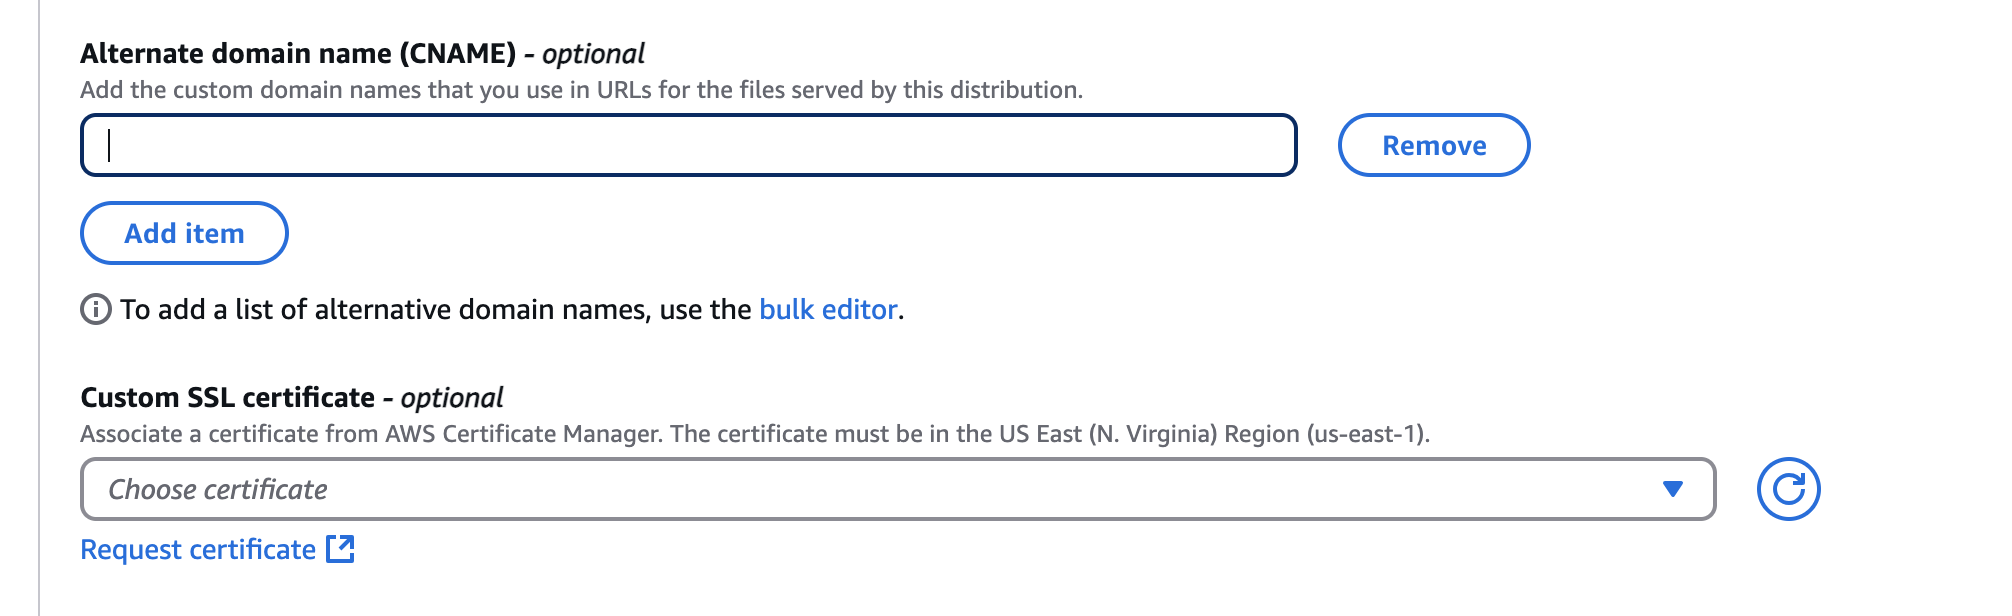 Alternate domain name (CNAME) - optional
Add the custom domain names that you use in URLs for the files served by this distribution.
Remove
Add item
To add a list of alternative domain names, use the bulk editor.
Custom SSL certificate - optional
Associate a certificate from AWS Certificate Manager. The certificate must be in the US East (N. Virginia) Region (us-east-1).
Choose certificate
Request certificate